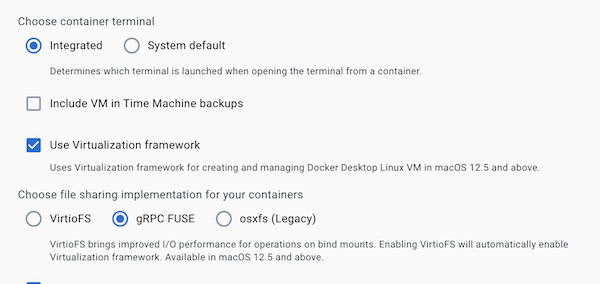 Choose container terminal
Integrated System default
Determines which terminal is launched when opening the terminal from a container.
Include VM in Time Machine backups
Use Virtualization framework
Uses Virtualization framework for creating and managing Docker Desktop Linux VM in macOS 12.5 and above.
Choose file sharing implementation for your containers
VirtioFS gRPC FUSE osxfs (Legacy)
VirtioFS brings improved I/O performance for operations on bind mounts. Enabling VirtioFS will automatically enable
Virtualization framework. Available in macOS 12.5 and above.